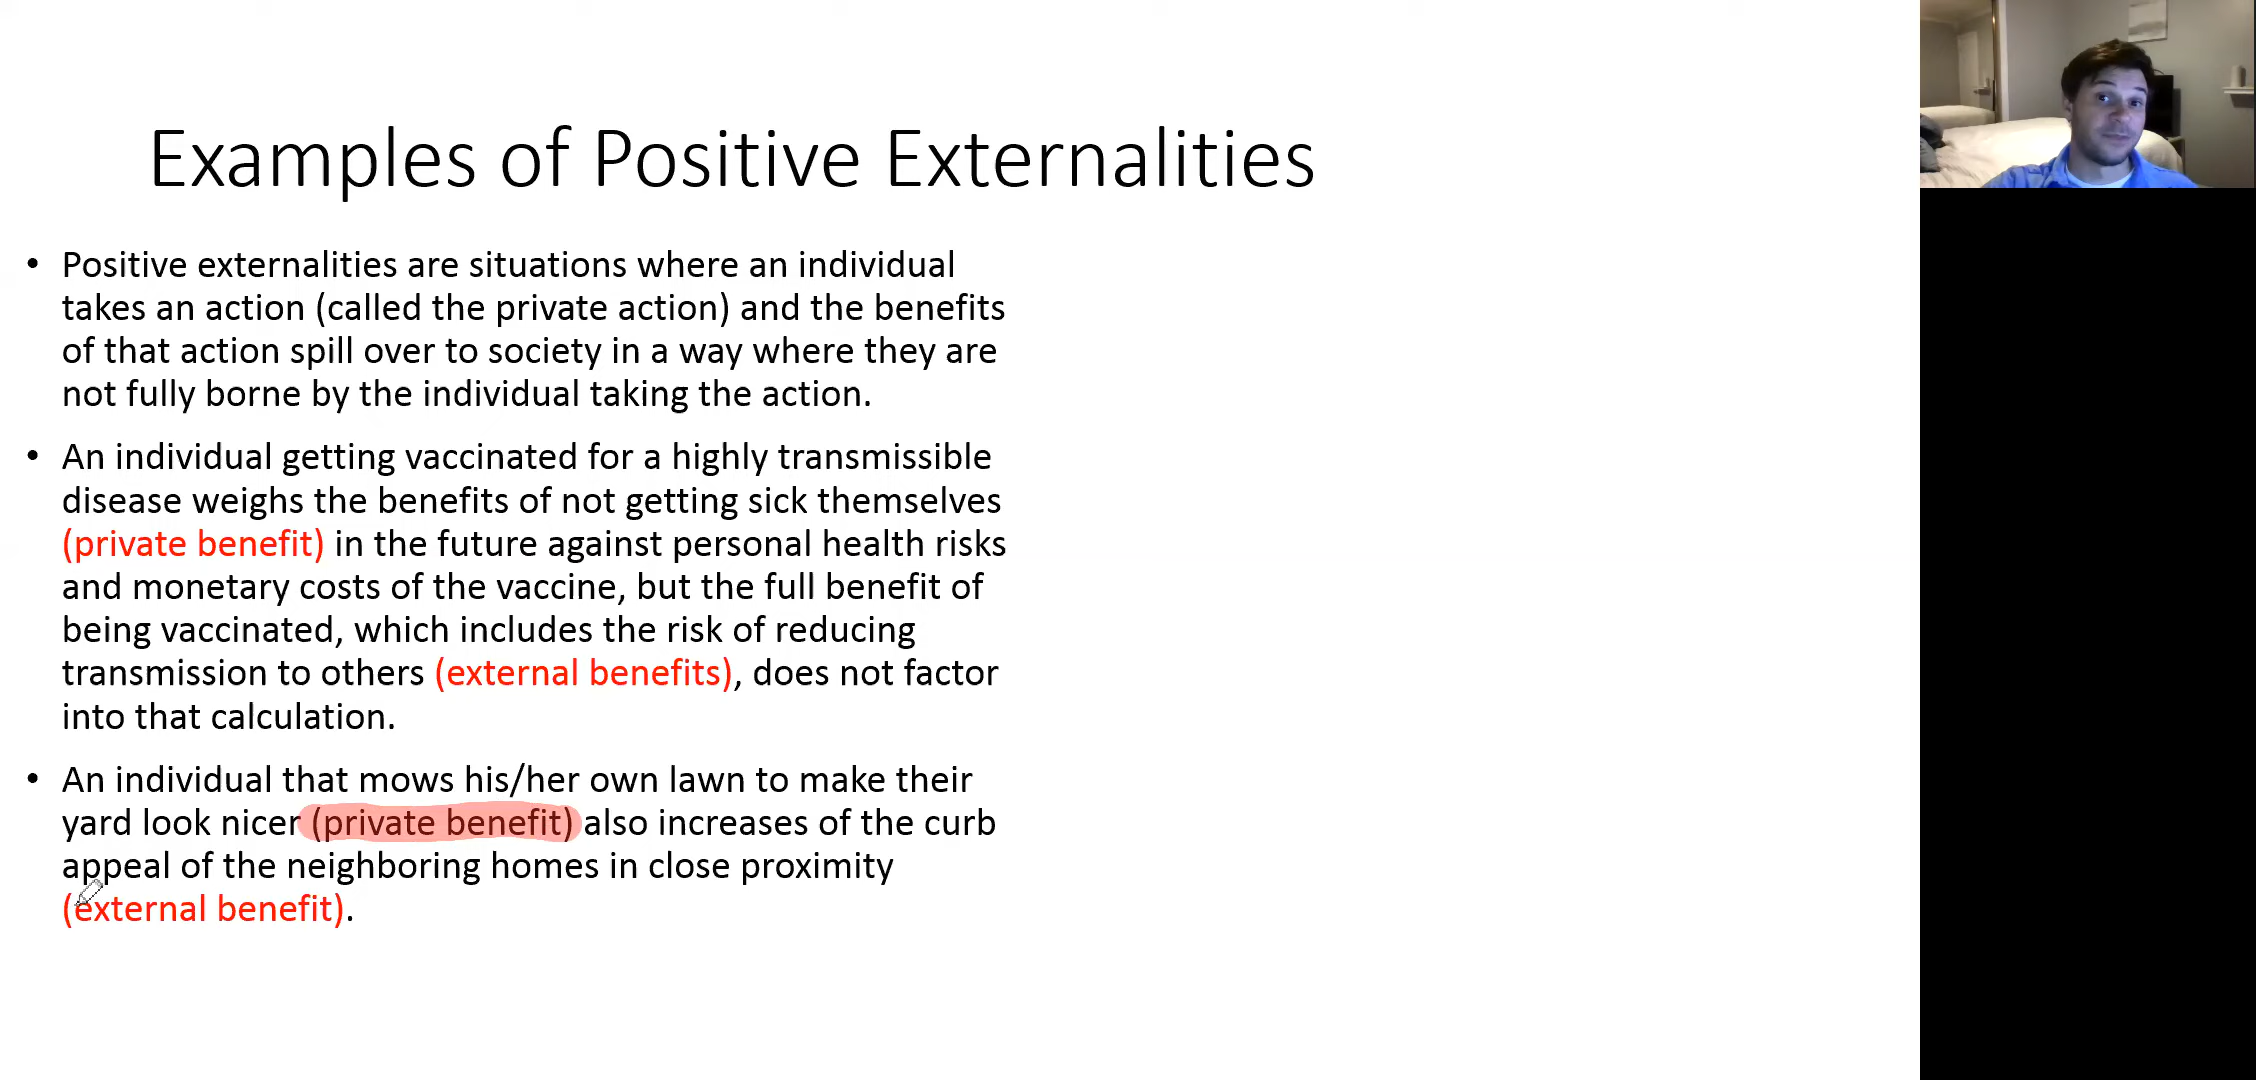 Examples of Positive Externalities
• Positive externalities are situations where an individual
takes an action (called the private action) and the benefits
of that action spill over to society in a way where they are
not fully borne by the individual taking the action.
• An individual getting vaccinated for a highly transmissible
disease weighs the benefits of not getting sick themselves
(private benefit) in the future against personal health risks
and monetary costs of the vaccine, but the full benefit of
being vaccinated, which includes the risk of reducing
transmission to others (external benefits), does not factor
into that calculation.
• An individual that mows his/her own lawn to make their
yard look nicer (private benefit) also increases of the curb
appeal of the neighboring homes in close proximity
(external benefit).